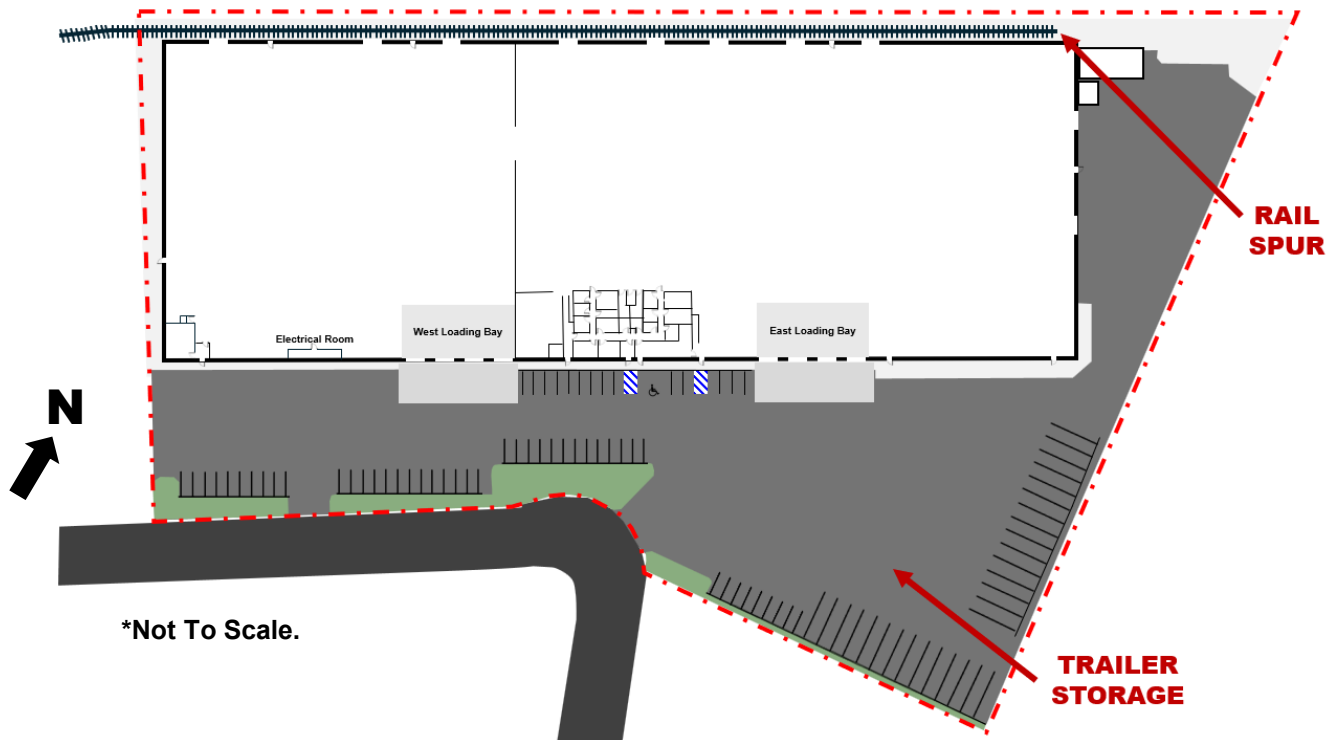 RAIL
SPUR
Electrical Room
West Loading Bay
East Loading Bay
N
*Not To Scale.
TRAILER
STORAGE